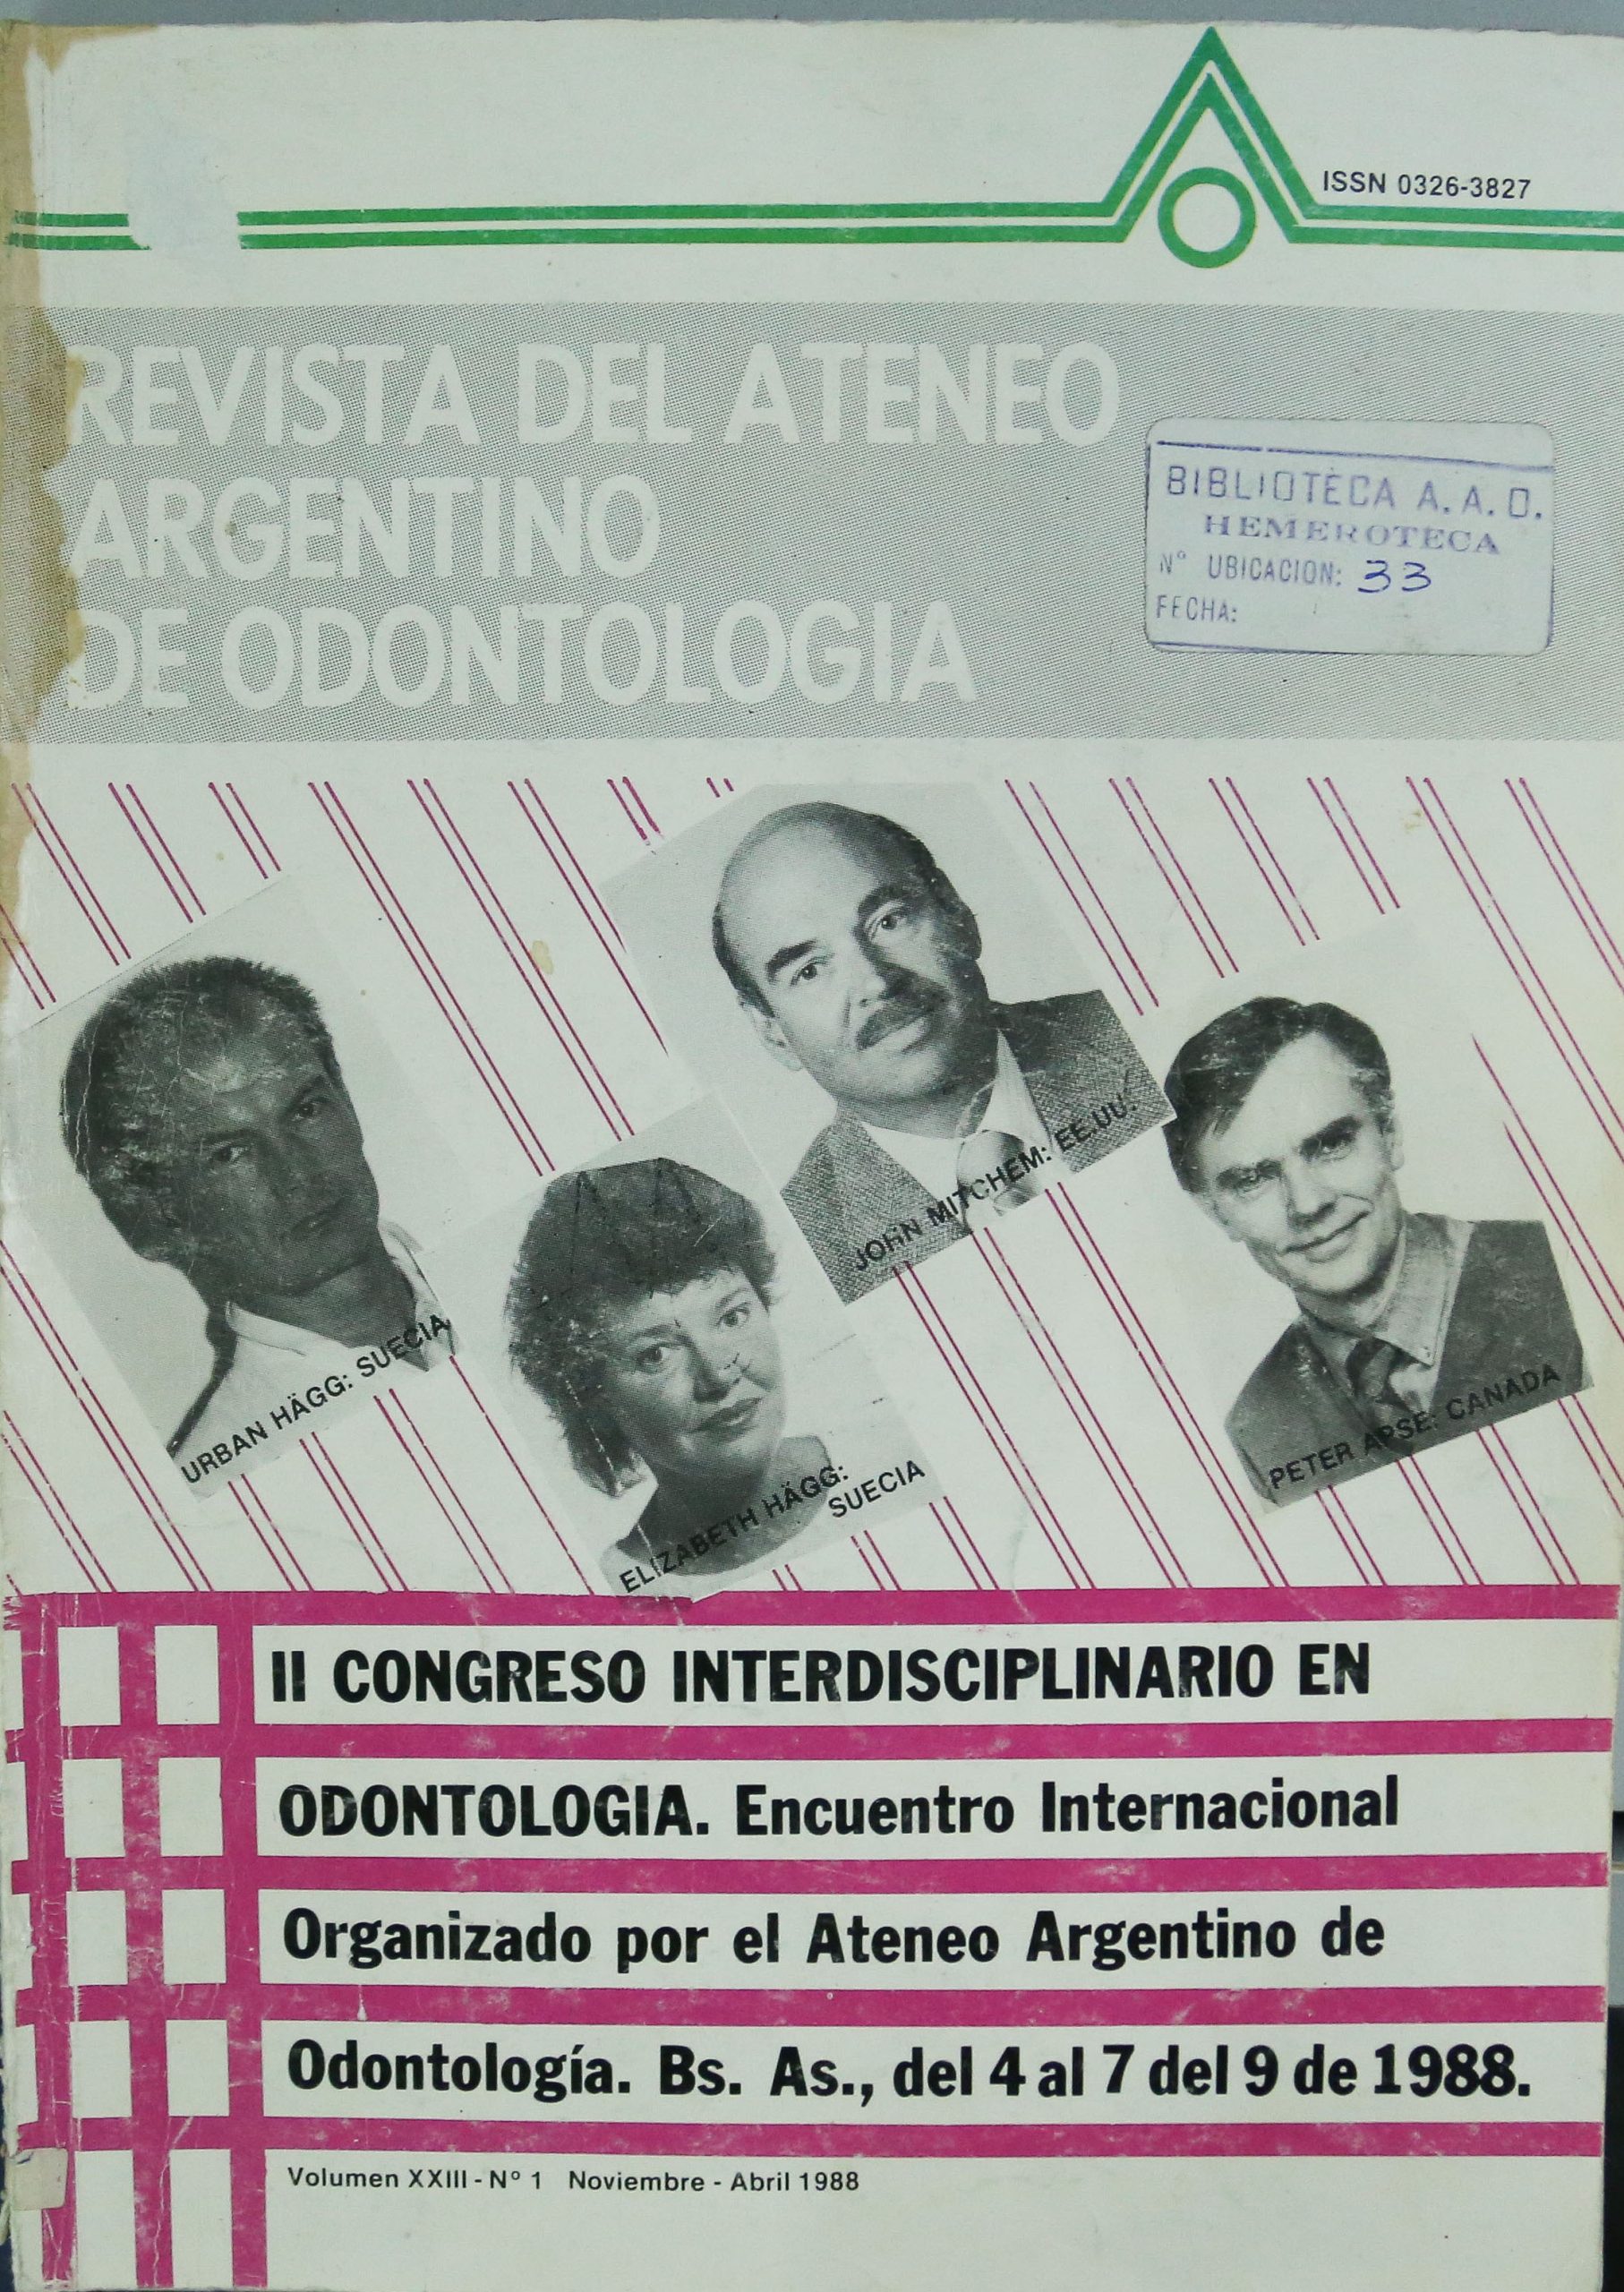 ISSN 0326-3827
REVISTA DEL ATENEO
ARGENTINO
DE ODONTOLOGIA
BIBLIOTECA A. A. O.
HEMEROTECA
N° UBICACION: 33
FECHA:
JOHN MITCHEM: EE.UU.
URBAN HÄGG: SUECIA
ELIZABETH HÄGG:
SUECIA
PETER APSE: CANADA
II CONGRESO INTERDISCIPLINARIO EN
ODONTOLOGIA. Encuentro Internacional
Organizado por el Ateneo Argentino de
Odontología. Bs. As., del 4 al 7 del 9 de 1988.
Volumen XXIII - N° 1 Noviembre - Abril 1988